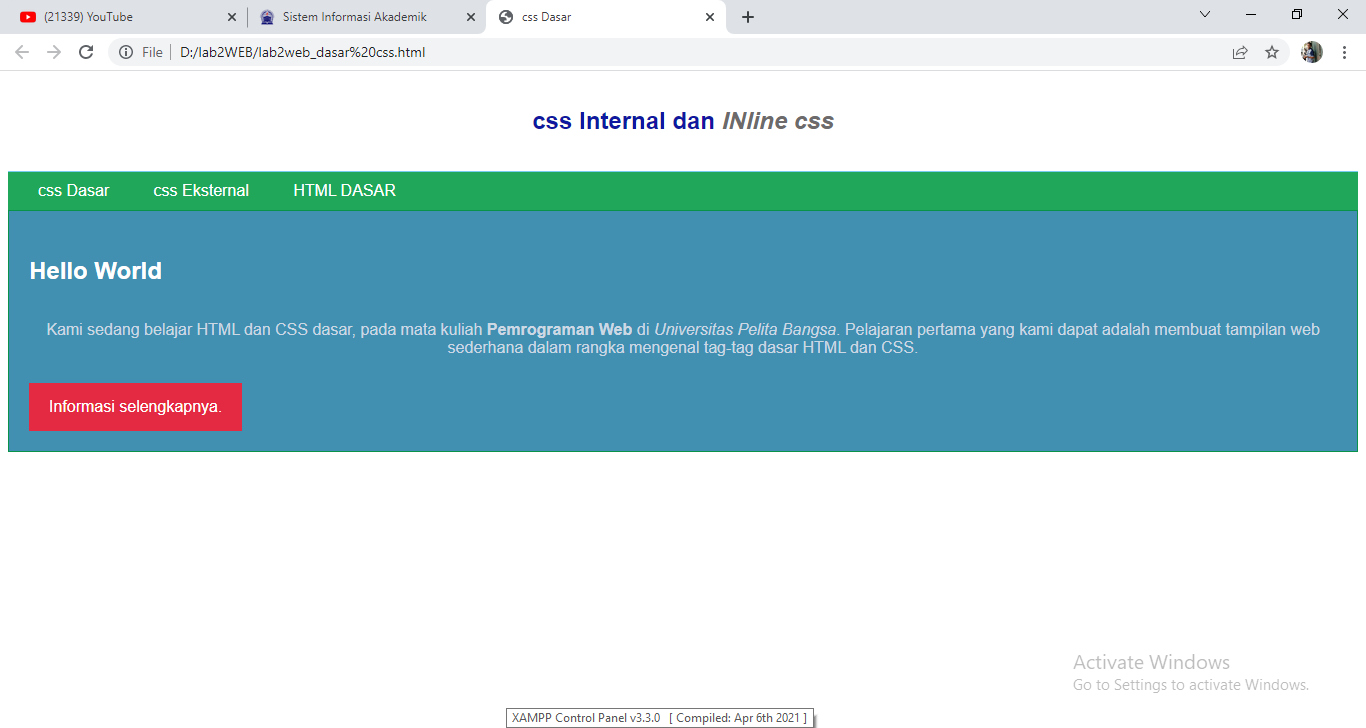 (21339) YouTube
Sistem Informasi Akademik
css Dasar
File
D:/lab2WEB/lab2web_dasar%20css.html
css Internal dan INline css
css Dasar
css Eksternal
HTML DASAR
Hello World
Kami sedang belajar HTML dan CSS dasar, pada mata kuliah Pemrograman Web di Universitas Pelita Bangsa. Pelajaran pertama yang kami dapat adalah membuat tampilan web
sederhana dalam rangka mengenal tag-tag dasar HTML dan CSS.
Informasi selengkapnya.
Activate Windows
Go to Settings to activate Windows.
XAMPP Control Panel v3.3.0 [ Compiled: Apr 6th 2021 ]